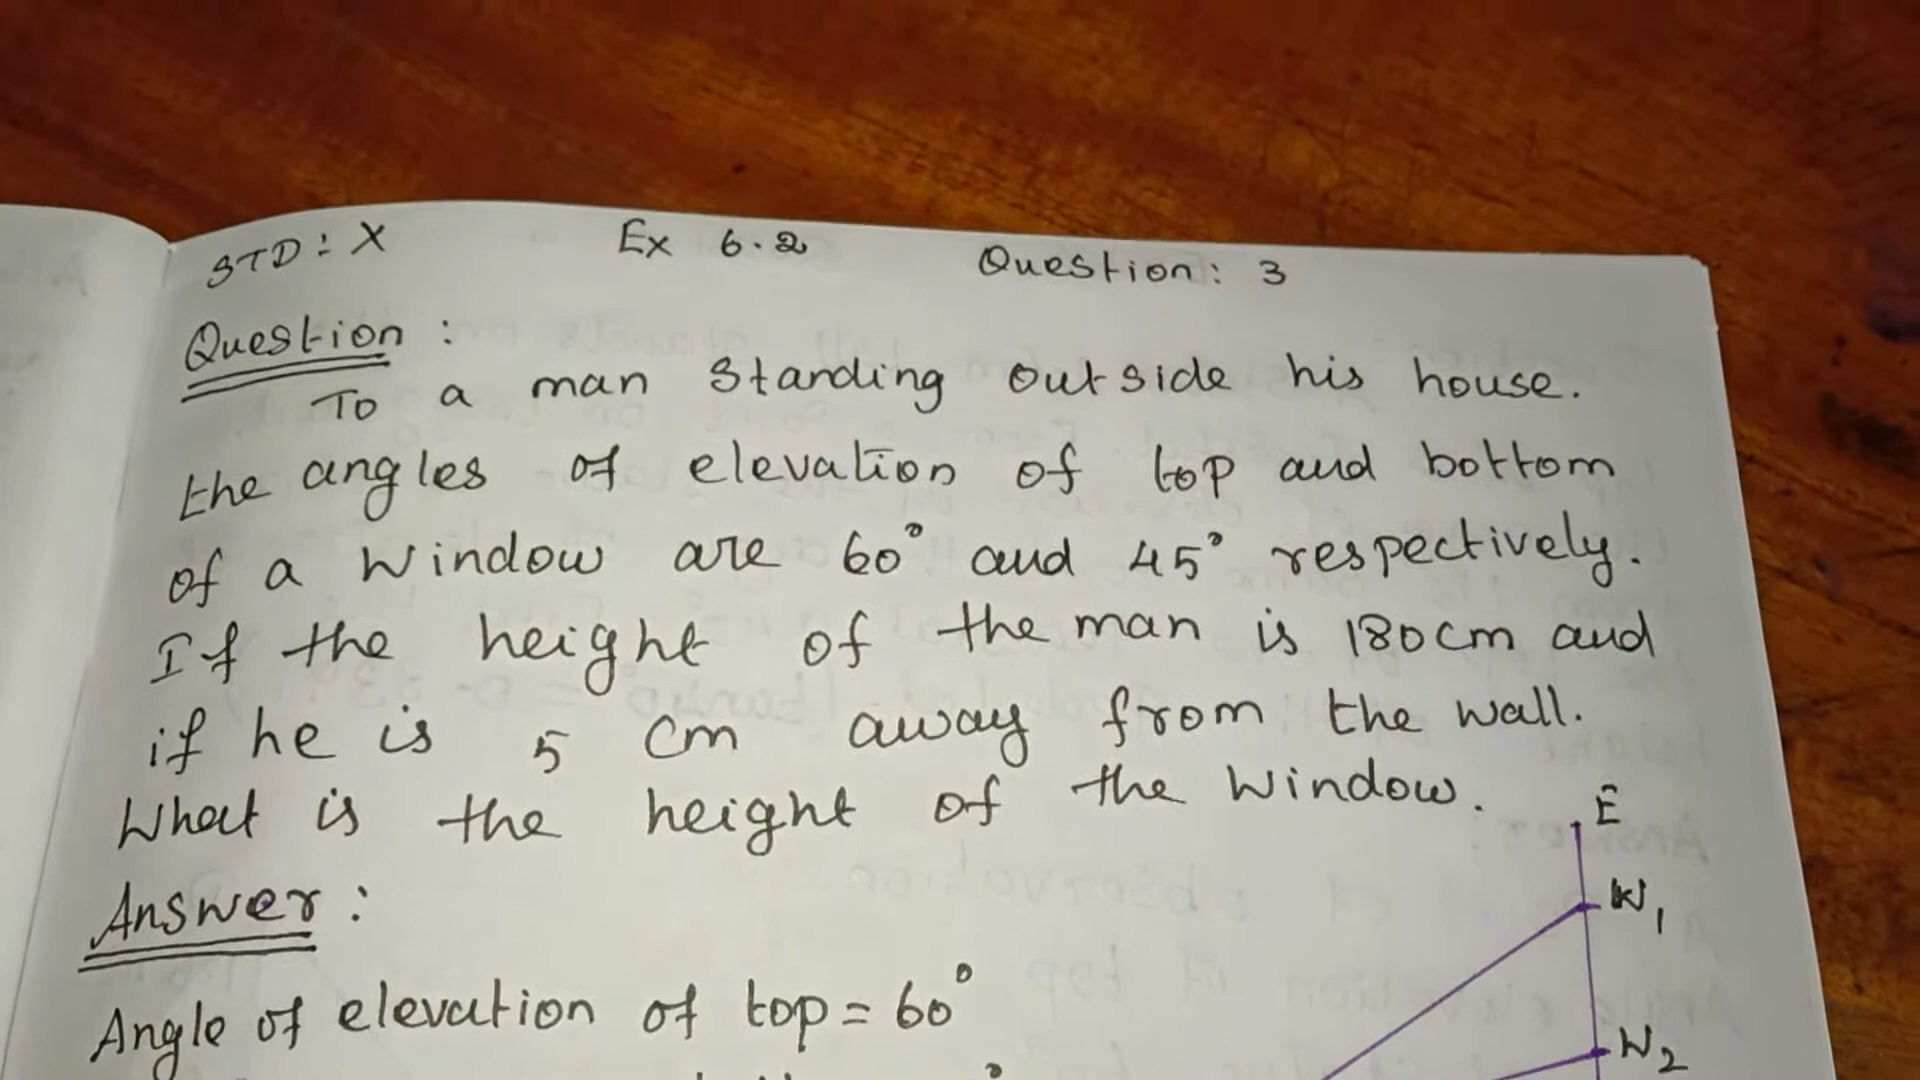 STD : X Ex 6.2 Question : 3
Question :
To a man standing outside his house.
the angles of elevation of top and bottom
of a window are 60° and 45° respectively.
If the height of the man is 180cm and
if he is 5 cm away from the wall.
What is the height of the window.
E
Answer :
W₁
Angle of elevation of top = 60°
W₂